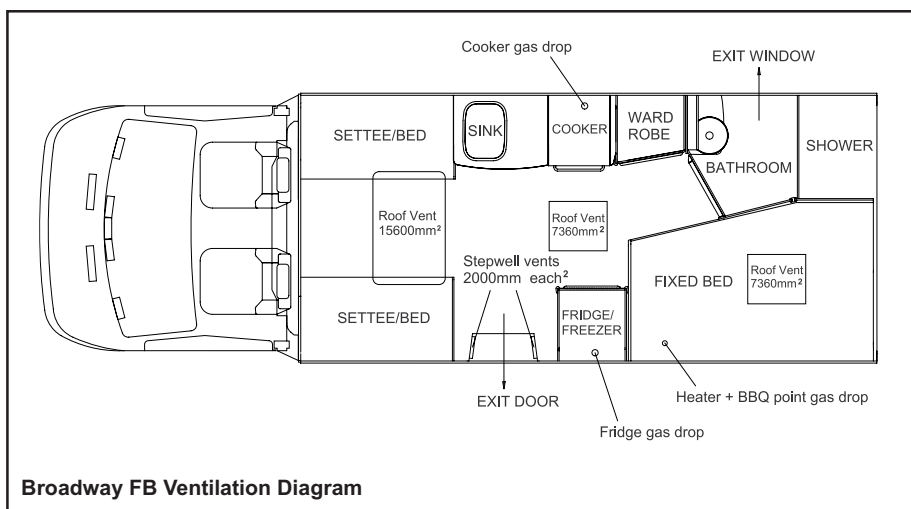 Cooker gas drop
EXIT WINDOW
SETTEE/BED
SINK
COOKER
WARD
ROBE
BATHROOM
SHOWER
Roof Vent
15600mm²
Roof Vent
7360mm²
Stepwell vents
2000mm each²
FIXED BED
Roof Vent
7360mm²
SETTEE/BED
FRIDGE/
FREEZER
EXIT DOOR
Heater + BBQ point gas drop
Fridge gas drop
Broadway FB Ventilation Diagram